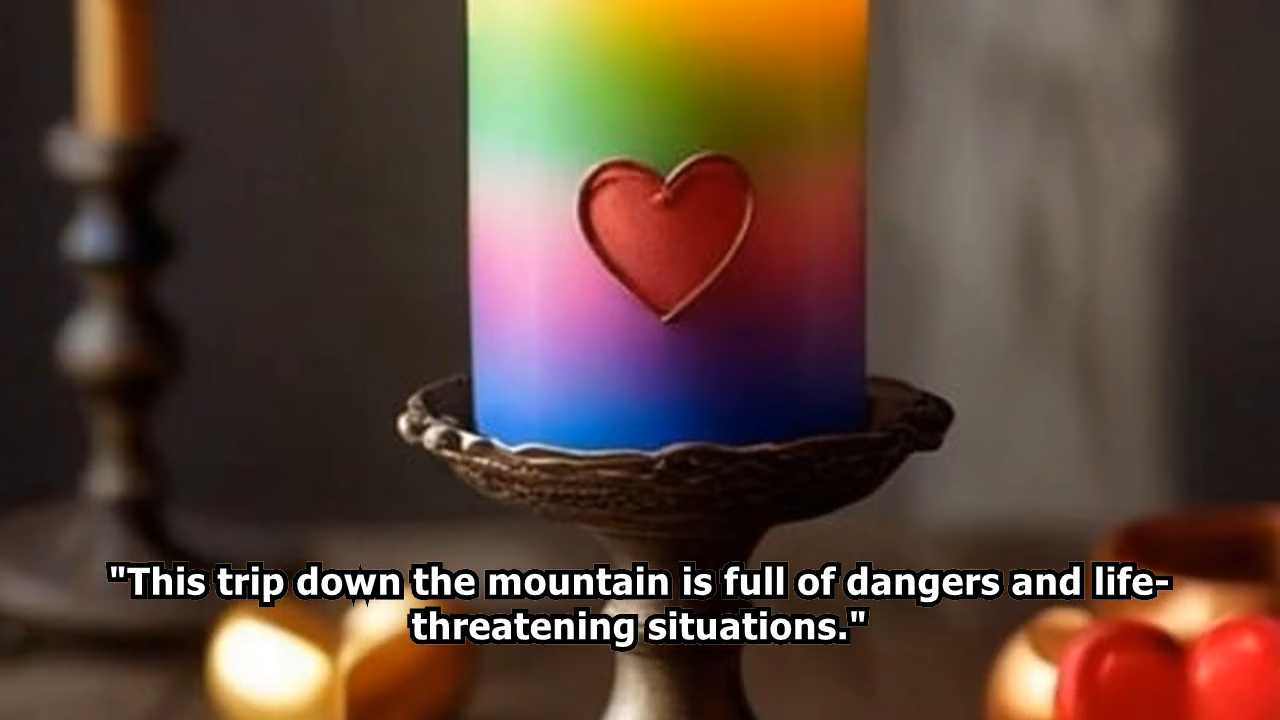 "This trip down the mountain is full of dangers and life-
threatening situations."